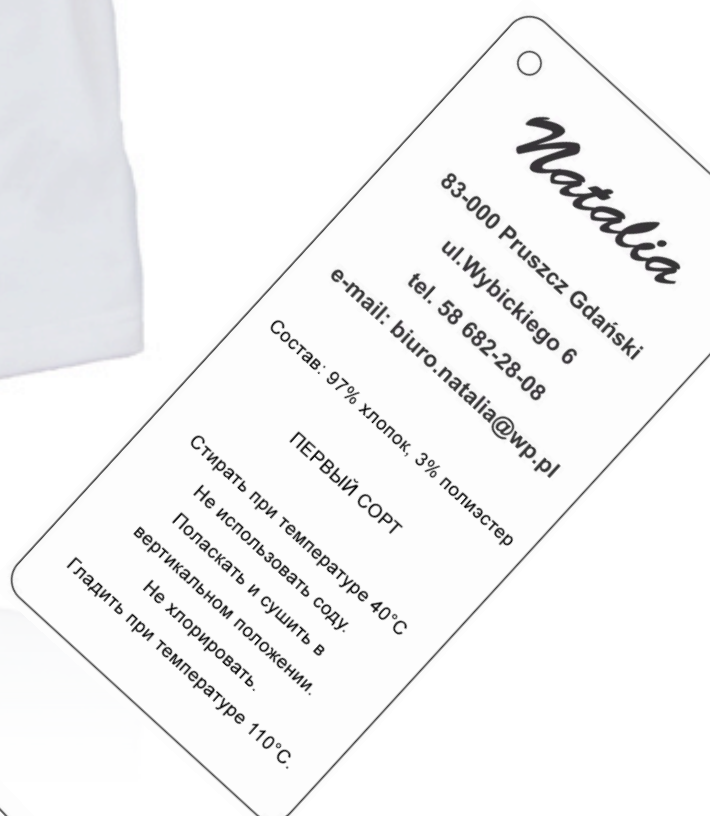 Natalia
83-000 Pruszcz Gdański
ul.Wybickiego 6
tel. 58 682-28-08
e-mail: biuro.natalia@wp.pl
Состав: 97% хлопок, 3% полиэстер
ПЕРВЫЙ СОРТ
Стирать при температуре 40°С
Не использовать соду.
Поласкать и сушить в
вертикальном положении.
Не хлорировать.
Гладить при температуре 110°С.